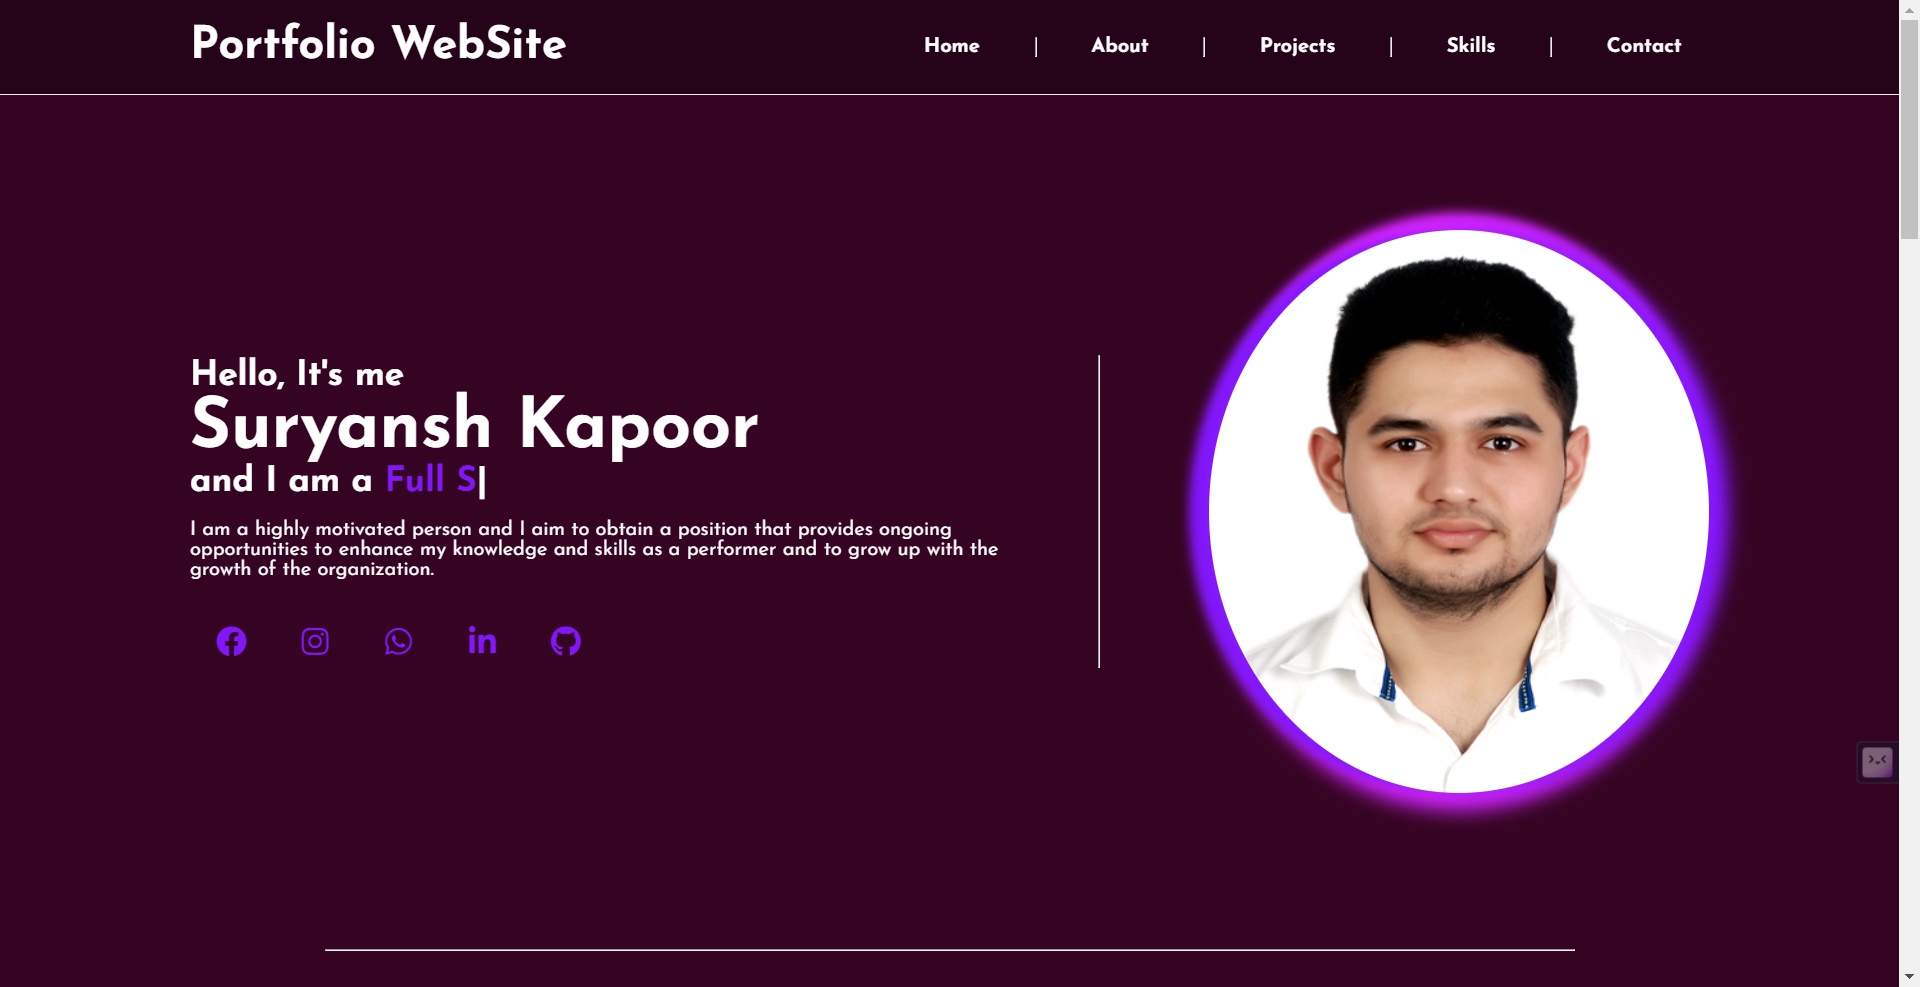 Portfolio WebSite
Home | About | Projects | Skills | Contact
Hello, It's me
Suryansh Kapoor
and I am a Full S|
I am a highly motivated person and I aim to obtain a position that provides ongoing
opportunities to enhance my knowledge and skills as a performer and to grow up with the
growth of the organization.